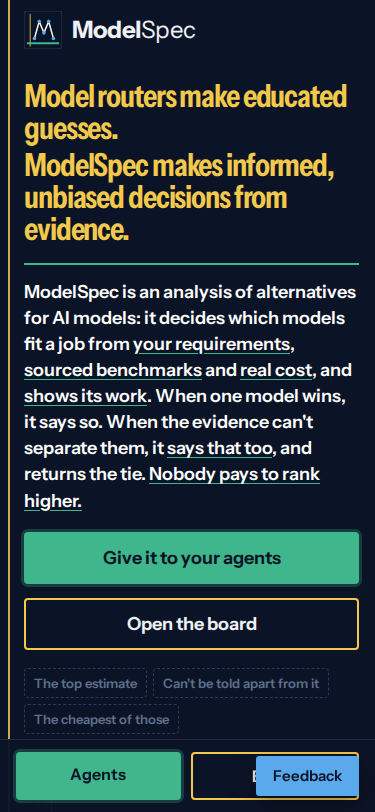 ModelSpec
Model routers make educated
guesses.
ModelSpec makes informed,
unbiased decisions from
evidence.
ModelSpec is an analysis of alternatives
for AI models: it decides which models
fit a job from your requirements,
sourced benchmarks and real cost, and
shows its work. When one model wins,
it says so. When the evidence can't
separate them, it says that too, and
returns the tie. Nobody pays to rank
higher.
Give it to your agents
Open the board
The top estimate
Can't be told apart from it
The cheapest of those
Agents
Feedback